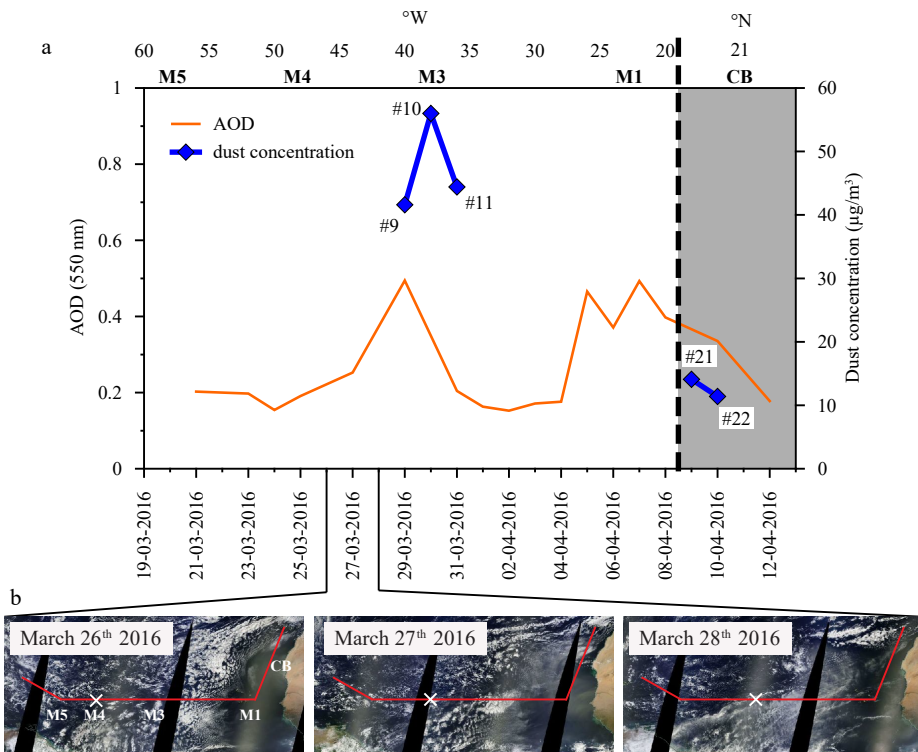 °W
°N
a
60 55 50 45 40 35 30 25 20 21
M5 M4 M3 M1 CB
1 60
AOD
dust concentration
#10
0.8 50
#11
#9
40
0.6
AOD (550 nm)
Dust concentration (µg/m³)
30
0.4
20
#21
0.2
#22
10
0 0
19-03-2016
21-03-2016
23-03-2016
25-03-2016
27-03-2016
29-03-2016
31-03-2016
02-04-2016
04-04-2016
06-04-2016
08-04-2016
10-04-2016
12-04-2016
b
March 26th 2016
March 27th 2016
March 28th 2016
CB
M5 M4 M3 M1